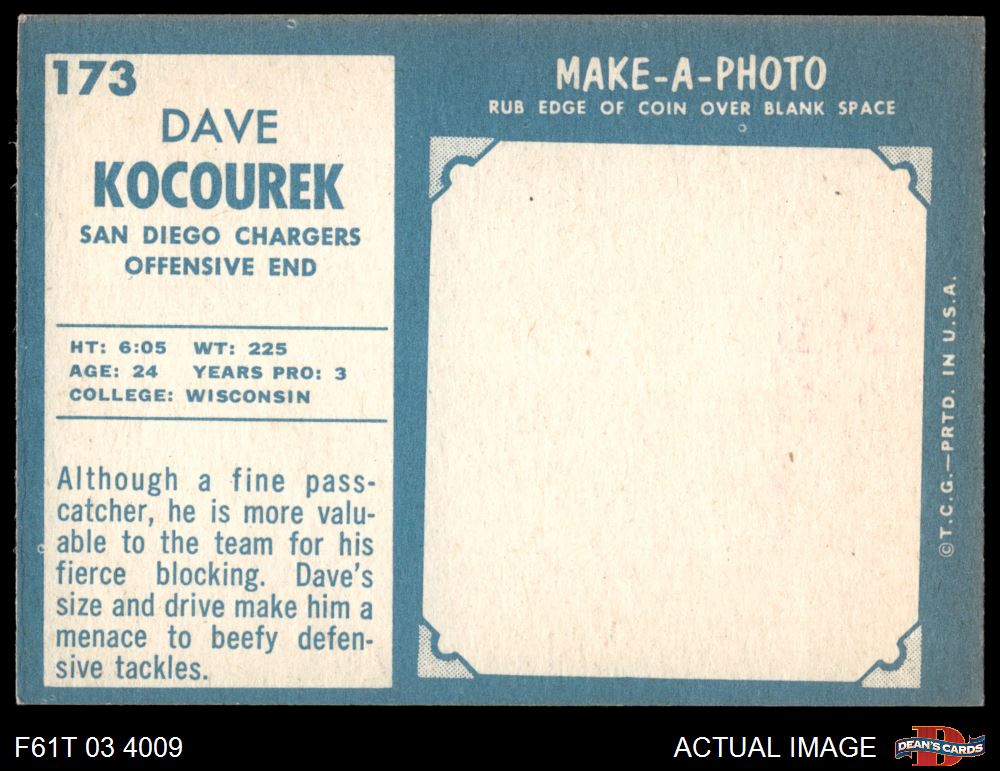 173
DAVE
KOCOUREK
SAN DIEGO CHARGERS
OFFENSIVE END
HT: 6:05 WT: 225
AGE: 24 YEARS PRO: 3
COLLEGE: WISCONSIN
Although a fine pass-
catcher, he is more valu-
able to the team for his
fierce blocking. Dave's
size and drive make him a
menace to beefy defen-
sive tackles.
MAKE-A-PHOTO
RUB EDGE OF COIN OVER BLANK SPACE
©T.C.G.—PRTD. IN U.S.A.
F61T 03 4009
ACTUAL IMAGE
D
DEAN'S CARDS